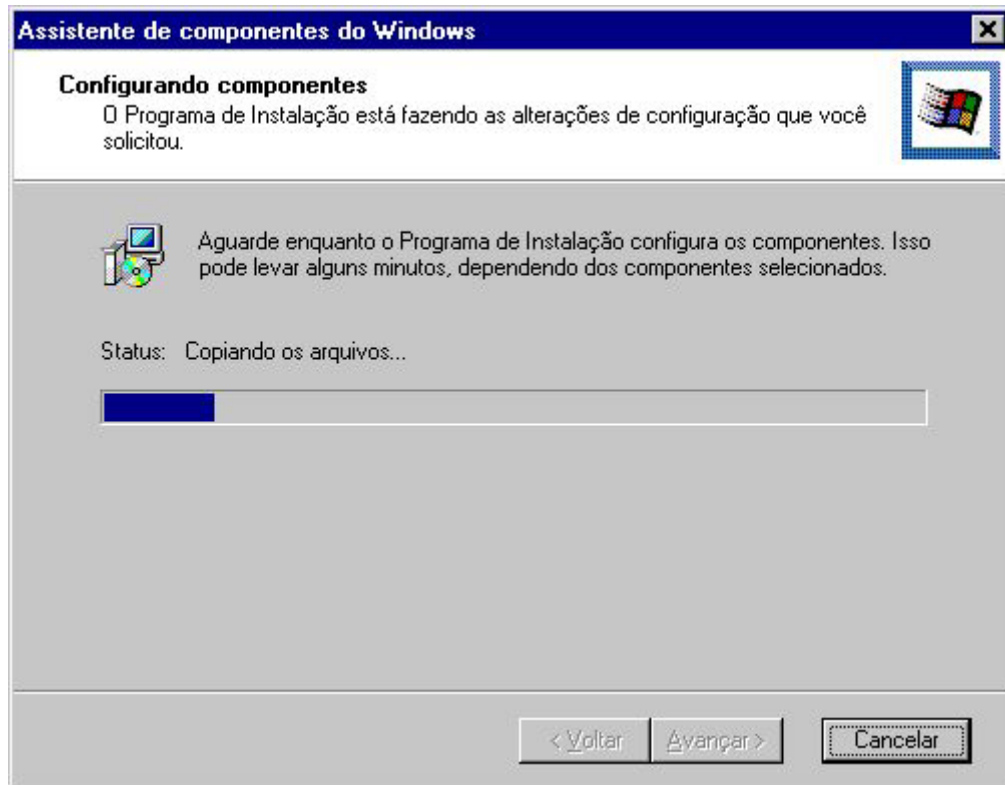 Assistente de componentes do Windows
Configurando componentes
O Programa de Instalação está fazendo as alterações de configuração que você
solicitou.
Aguarde enquanto o Programa de Instalação configura os componentes. Isso
pode levar alguns minutos, dependendo dos componentes selecionados.
Status: Copiando os arquivos...
< Voltar
Avançar >
Cancelar